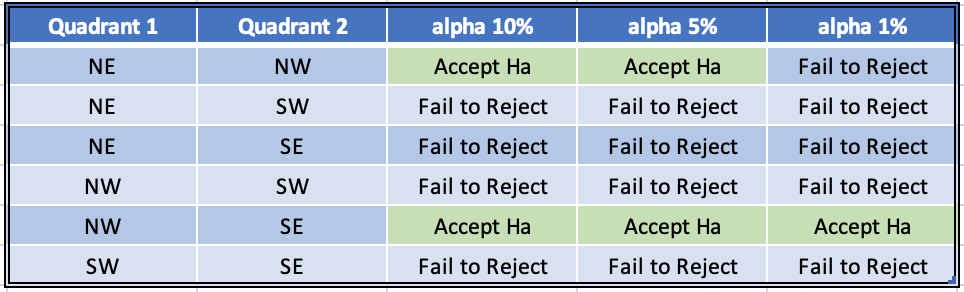 Quadrant 1 Quadrant 2 alpha 10% alpha 5% alpha 1%
NE NW Accept Ha Accept Ha Fail to Reject
NE SW Fail to Reject Fail to Reject Fail to Reject
NE SE Fail to Reject Fail to Reject Fail to Reject
NW SW Fail to Reject Fail to Reject Fail to Reject
NW SE Accept Ha Accept Ha Accept Ha
SW SE Fail to Reject Fail to Reject Fail to Reject